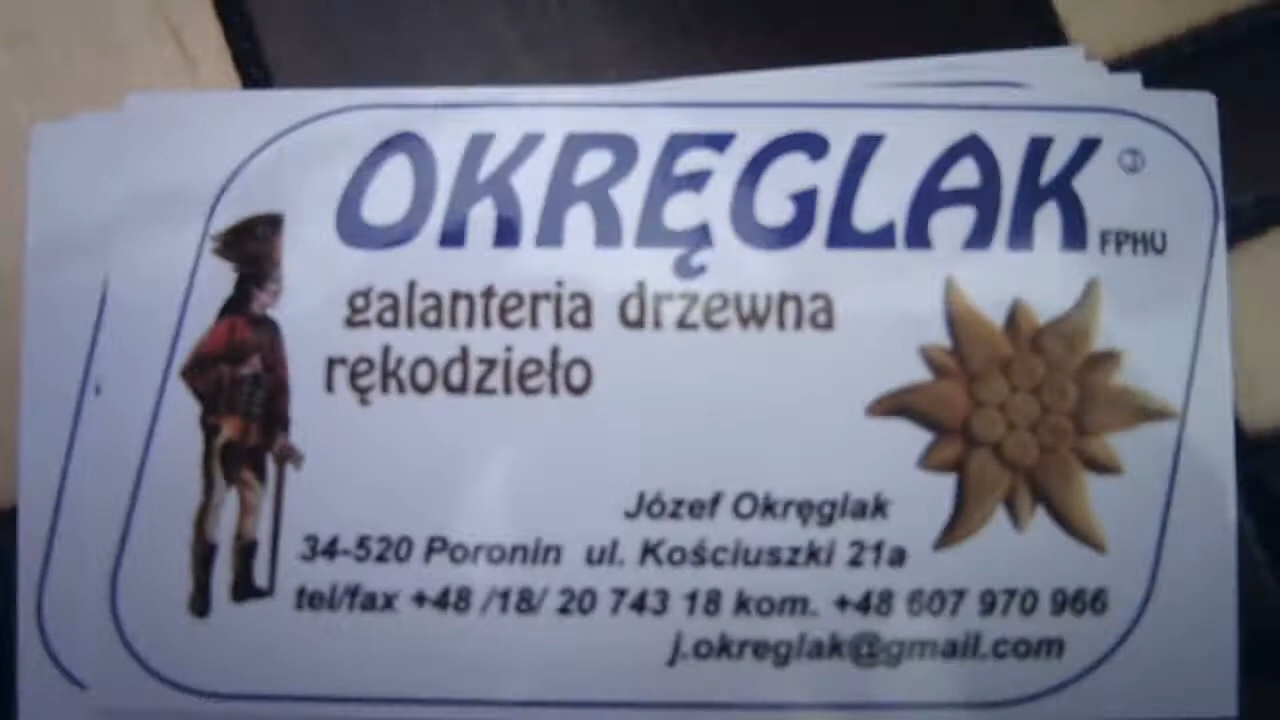 OKRĘGLAK
FPHU
galanteria drzewna
rękodzieło
Józef Okręglak
34-520 Poronin ul. Kościuszki 21a
tel/fax +48 /18/ 20 743 18 kom. +48 607 970 966
j.okreglak@gmail.com